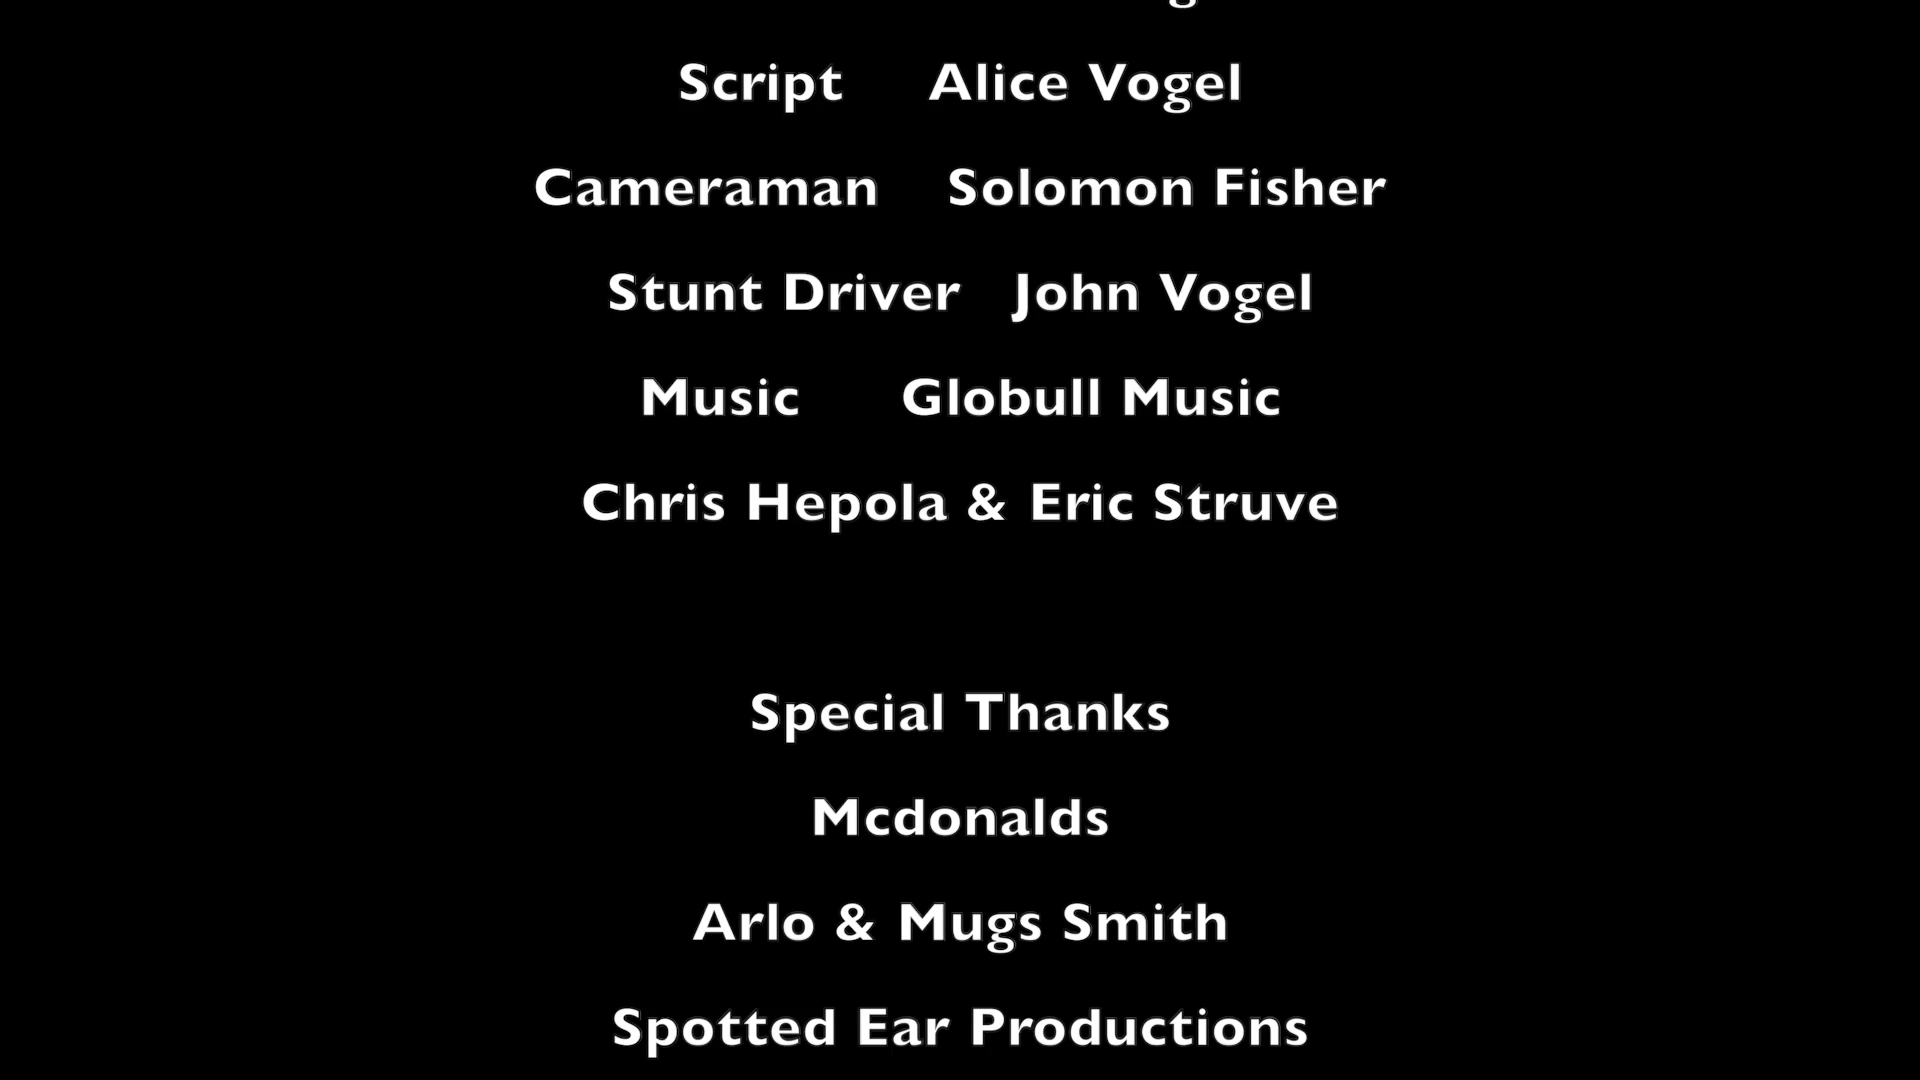 Script Alice Vogel
Cameraman Solomon Fisher
Stunt Driver John Vogel
Music Globull Music
Chris Hepola & Eric Struve
Special Thanks
Mcdonalds
Arlo & Mugs Smith
Spotted Ear Productions